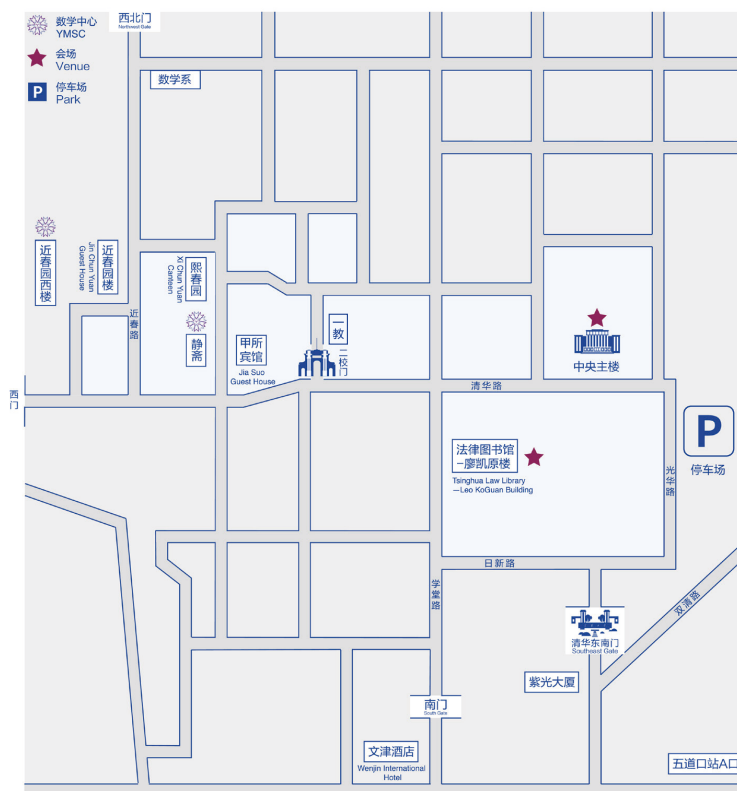 数学中心
YMSC
会场
Venue
P
停车场
Park
西北门
Northwest Gate
数学系
近春园西楼
近春园楼
Jin Chun Yuan
Guest House
熙春园
Xi Chun Yuan
Canteen
静斋
近春路
甲所
宾馆
Jia Suo
Guest House
一教
二校门
中央主楼
西门
清华路
P
停车场
法律图书馆
-廖凯原楼
Tsinghua Law Library
—Leo KoGuan Building
光华路
日新路
学堂路
双清路
清华东南门
Southeast Gate
紫光大厦
南门
South Gate
文津酒店
Wenjin International
Hotel
五道口站A口